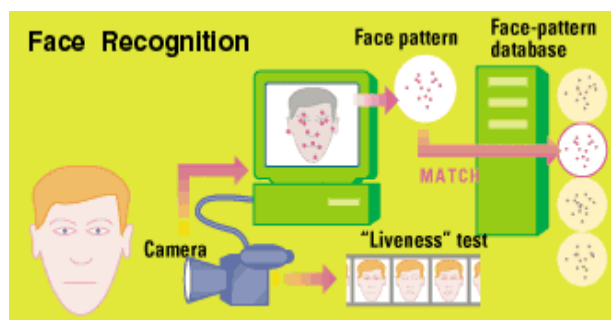 Face Recognition
Face pattern
Face-pattern
database
MATCH
Camera
"Liveness" test